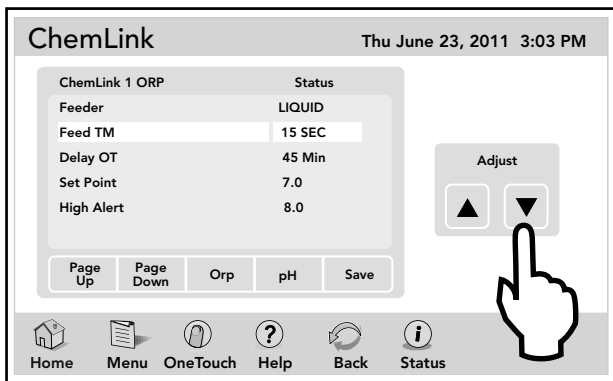 ChemLink Thu June 23, 2011 3:03 PM
ChemLink 1 ORP Status
Feeder LIQUID
Feed TM 15 SEC
Delay OT 45 Min
Set Point 7.0
High Alert 8.0
Adjust
Page Up Page Down Orp pH Save
Home Menu OneTouch ? Help Back i Status